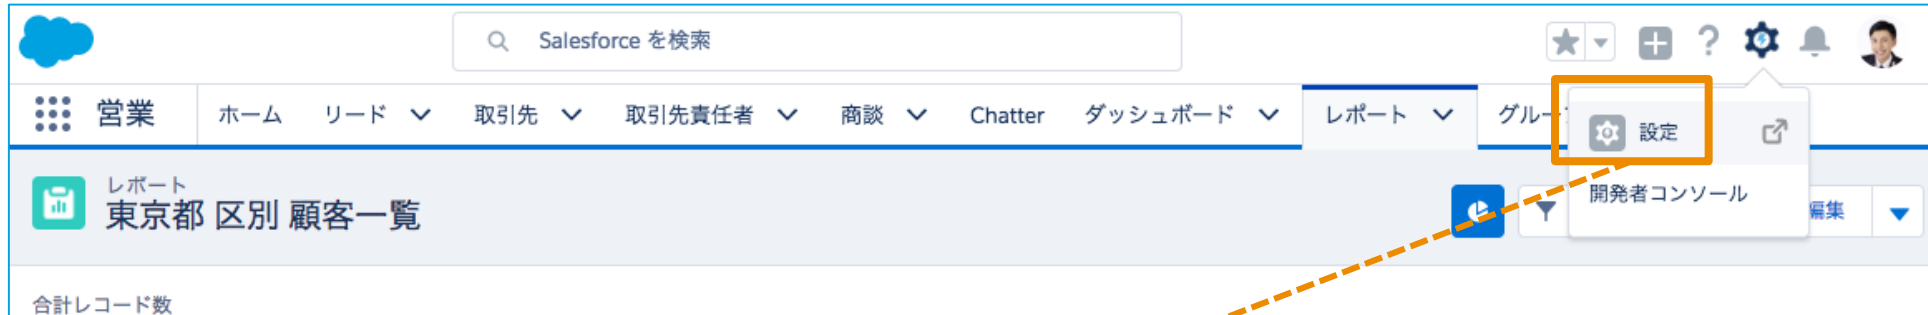 Salesforce を検索
営業 ホーム リード 取引先 取引先責任者 商談 Chatter ダッシュボード レポート グルー
設定
開発者コンソール
レポート
東京都 区別 顧客一覧
編集
合計レコード数